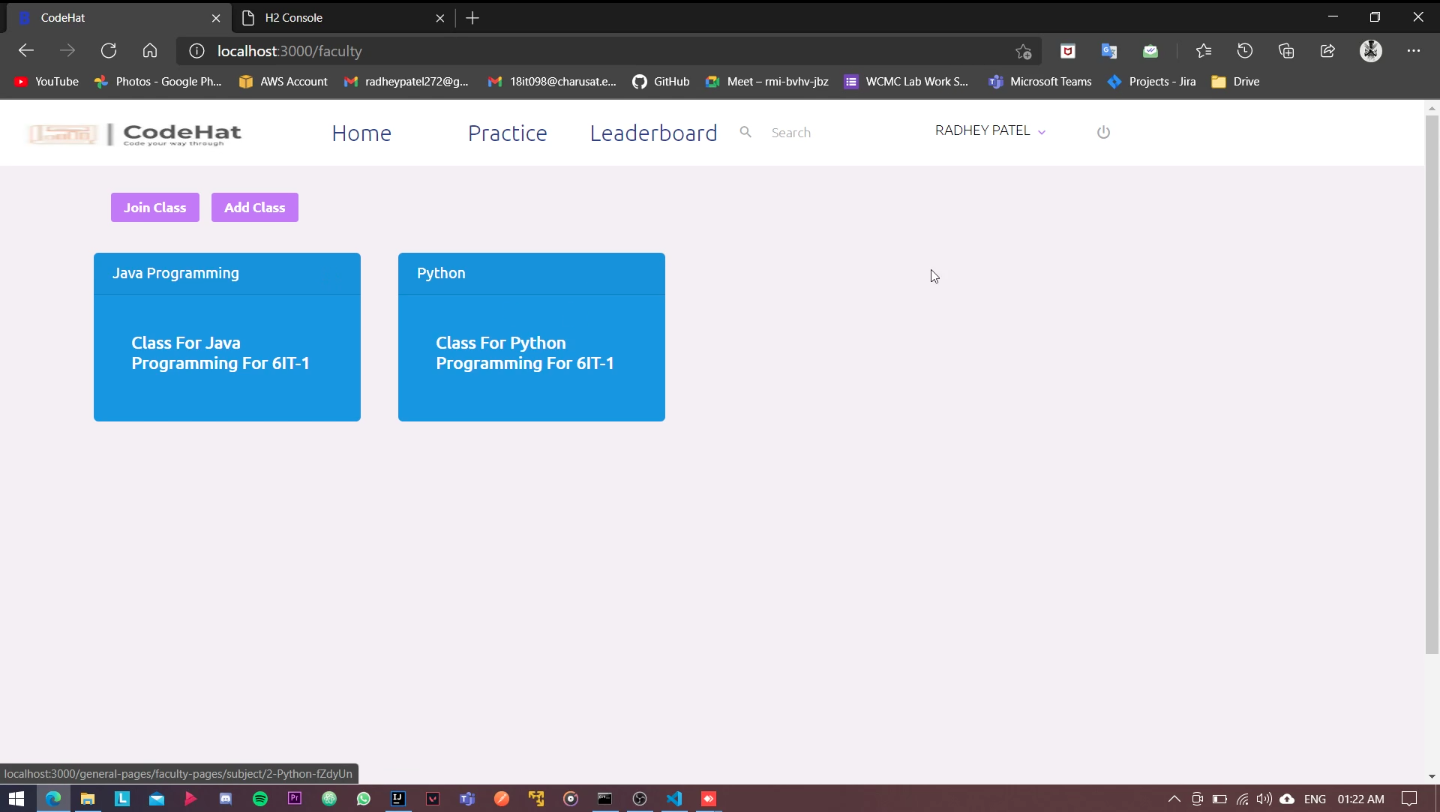 CodeHat
H2 Console
localhost:3000/faculty
YouTube
Photos - Google Ph...
AWS Account
radheypatel272@g...
18it098@charusat.e...
GitHub
Meet – rmi-bvhv-jbz
WCMC Lab Work S...
Microsoft Teams
Projects - Jira
Drive
CodeHat
Code your way through
Home
Practice
Leaderboard
Search
RADHEY PATEL
Join Class
Add Class
Java Programming
Python
Class For Java
Programming For 6IT-1
Class For Python
Programming For 6IT-1
localhost:3000/general-pages/faculty-pages/subject/2-Python-fZdyUn
ENG
01:22 AM